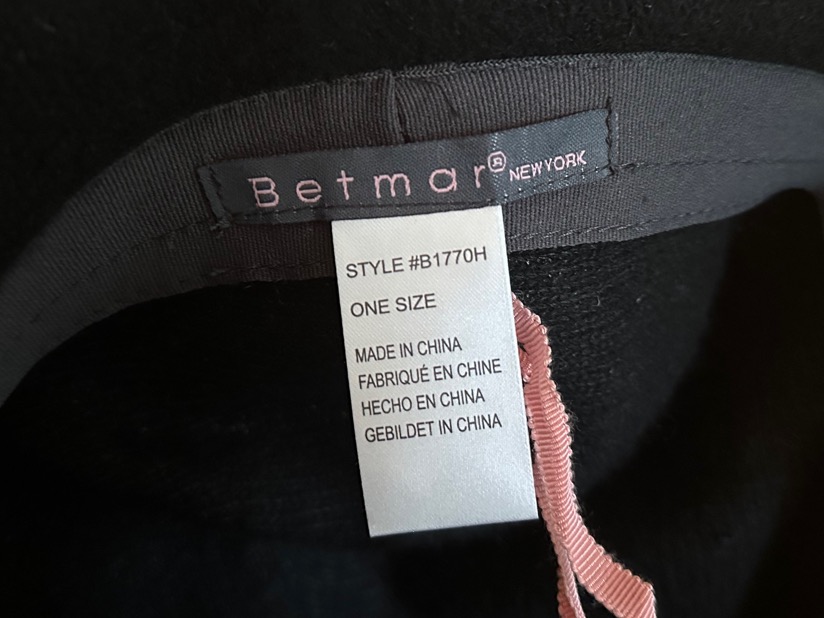 Betmar® NEW YORK
STYLE #B1770H
ONE SIZE
MADE IN CHINA
FABRIQUÉ EN CHINE
HECHO EN CHINA
GEBILDET IN CHINA